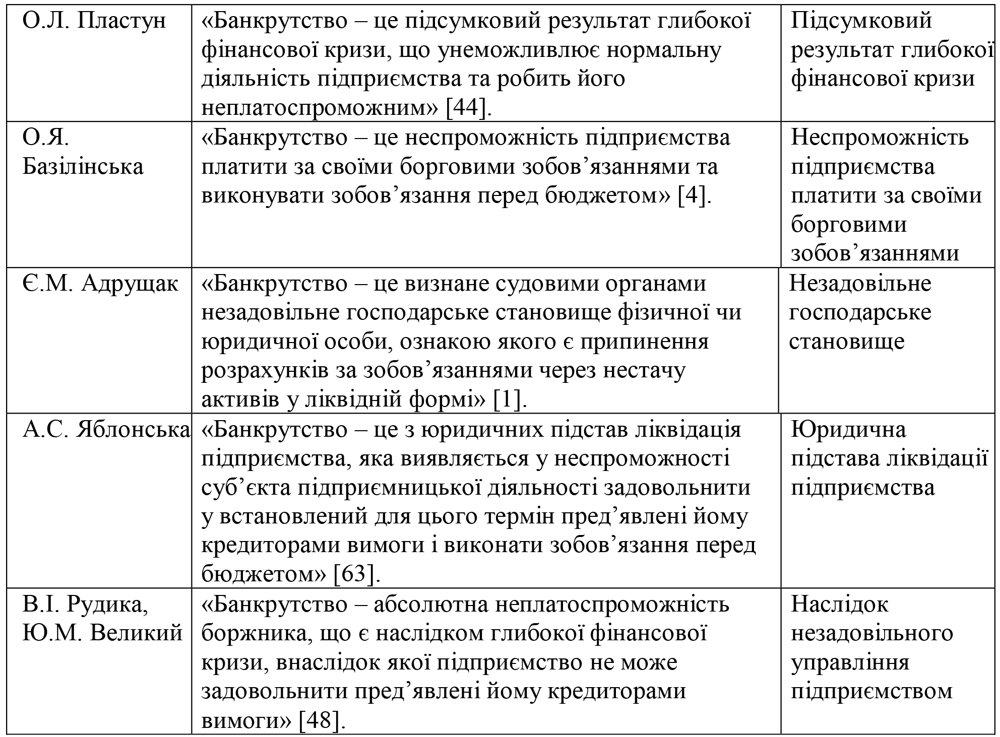 О.Л. Пластун
«Банкрутство – це підсумковий результат глибокої
фінансової кризи, що унеможливлює нормальну
діяльність підприємства та робить його
неплатоспроможним» [44].
Підсумковий
результат глибокої
фінансової кризи
О.Я.
Базілінська
«Банкрутство – це неспроможність підприємства
платити за своїми борговими зобов’язаннями та
виконувати зобов’язання перед бюджетом» [4].
Неспроможність
підприємства
платити за своїми
борговими
зобов’язаннями
Є.М. Адрущак
«Банкрутство – це визнане судовими органами
незадовільне господарське становище фізичної чи
юридичної особи, ознакою якого є припинення
розрахунків за зобов’язаннями через нестачу
активів у ліквідній формі» [1].
Незадовільне
господарське
становище
А.С. Яблонська
«Банкрутство – це з юридичних підстав ліквідація
підприємства, яка виявляється у неспроможності
суб’єкта підприємницької діяльності задовольнити
у встановлений для цього термін пред’явлені йому
кредиторами вимоги і виконати зобов’язання перед
бюджетом» [63].
Юридична
підстава ліквідації
підприємства
В.І. Рудика,
Ю.М. Великий
«Банкрутство – абсолютна неплатоспроможність
боржника, що є наслідком глибокої фінансової
кризи, внаслідок якої підприємство не може
задовольнити пред’явлені йому кредиторами
вимоги» [48].
Наслідок
незадовільного
управління
підприємством